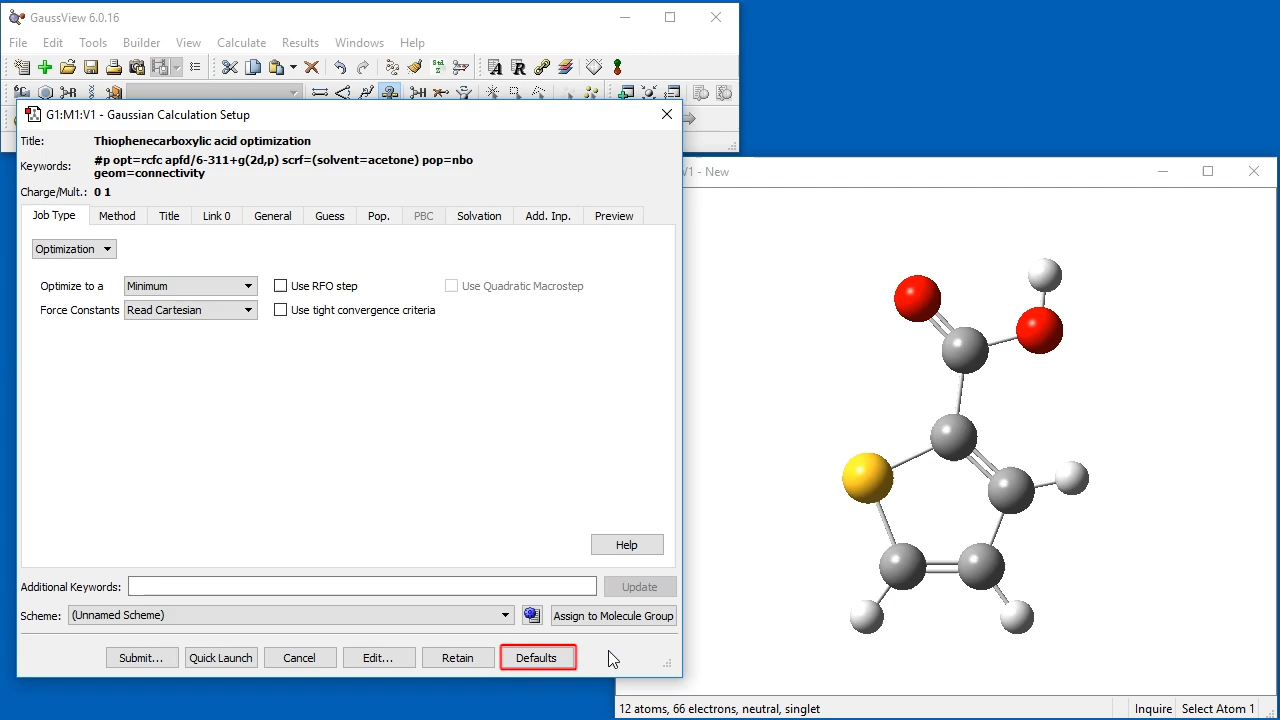 GaussView 6.0.16
File Edit Tools Builder View Calculate Results Windows Help
G1:M1:V1 - Gaussian Calculation Setup
Title: Thiophenecarboxylic acid optimization
Keywords: #p opt=rcfc apfd/6-311+g(2d,p) scrf=(solvent=acetone) pop=nbo
geom=connectivity
Charge/Mult.: 0 1
Job Type Method Title Link 0 General Guess Pop. PBC Solvation Add. Inp. Preview
Optimization
Optimize to a Minimum Use RFO step Use Quadratic Macrostep
Force Constants Read Cartesian Use tight convergence criteria
Help
Additional Keywords: Update
Scheme: (Unnamed Scheme) Assign to Molecule Group
Submit... Quick Launch Cancel Edit... Retain Defaults
V1 - New
12 atoms, 66 electrons, neutral, singlet Inquire Select Atom 1